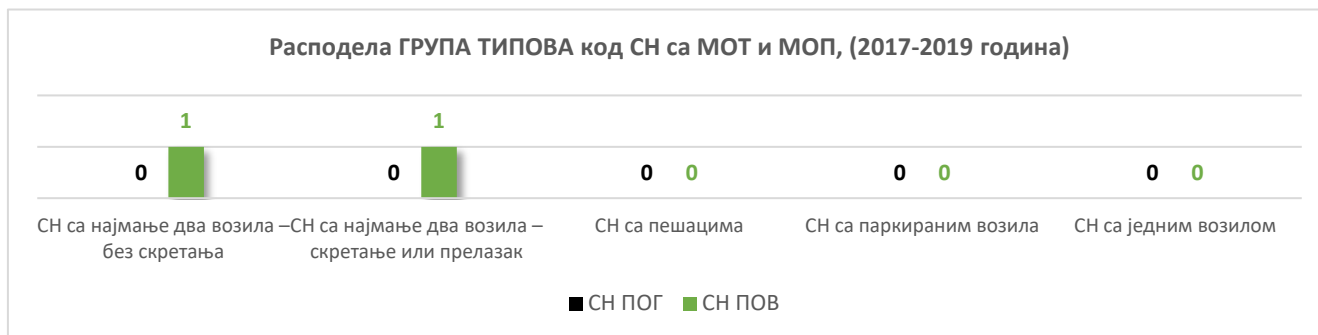 Расподела ГРУПА ТИПОВА код СН са МОТ и МОП, (2017-2019 година)
1 1
0 0 0 0 0 0 0 0
СН са најмање два возила – без скретања
СН са најмање два возила – скретање или прелазак
СН са пешацима
СН са паркираним возила
СН са једним возилом
СН ПОГ СН ПОВ